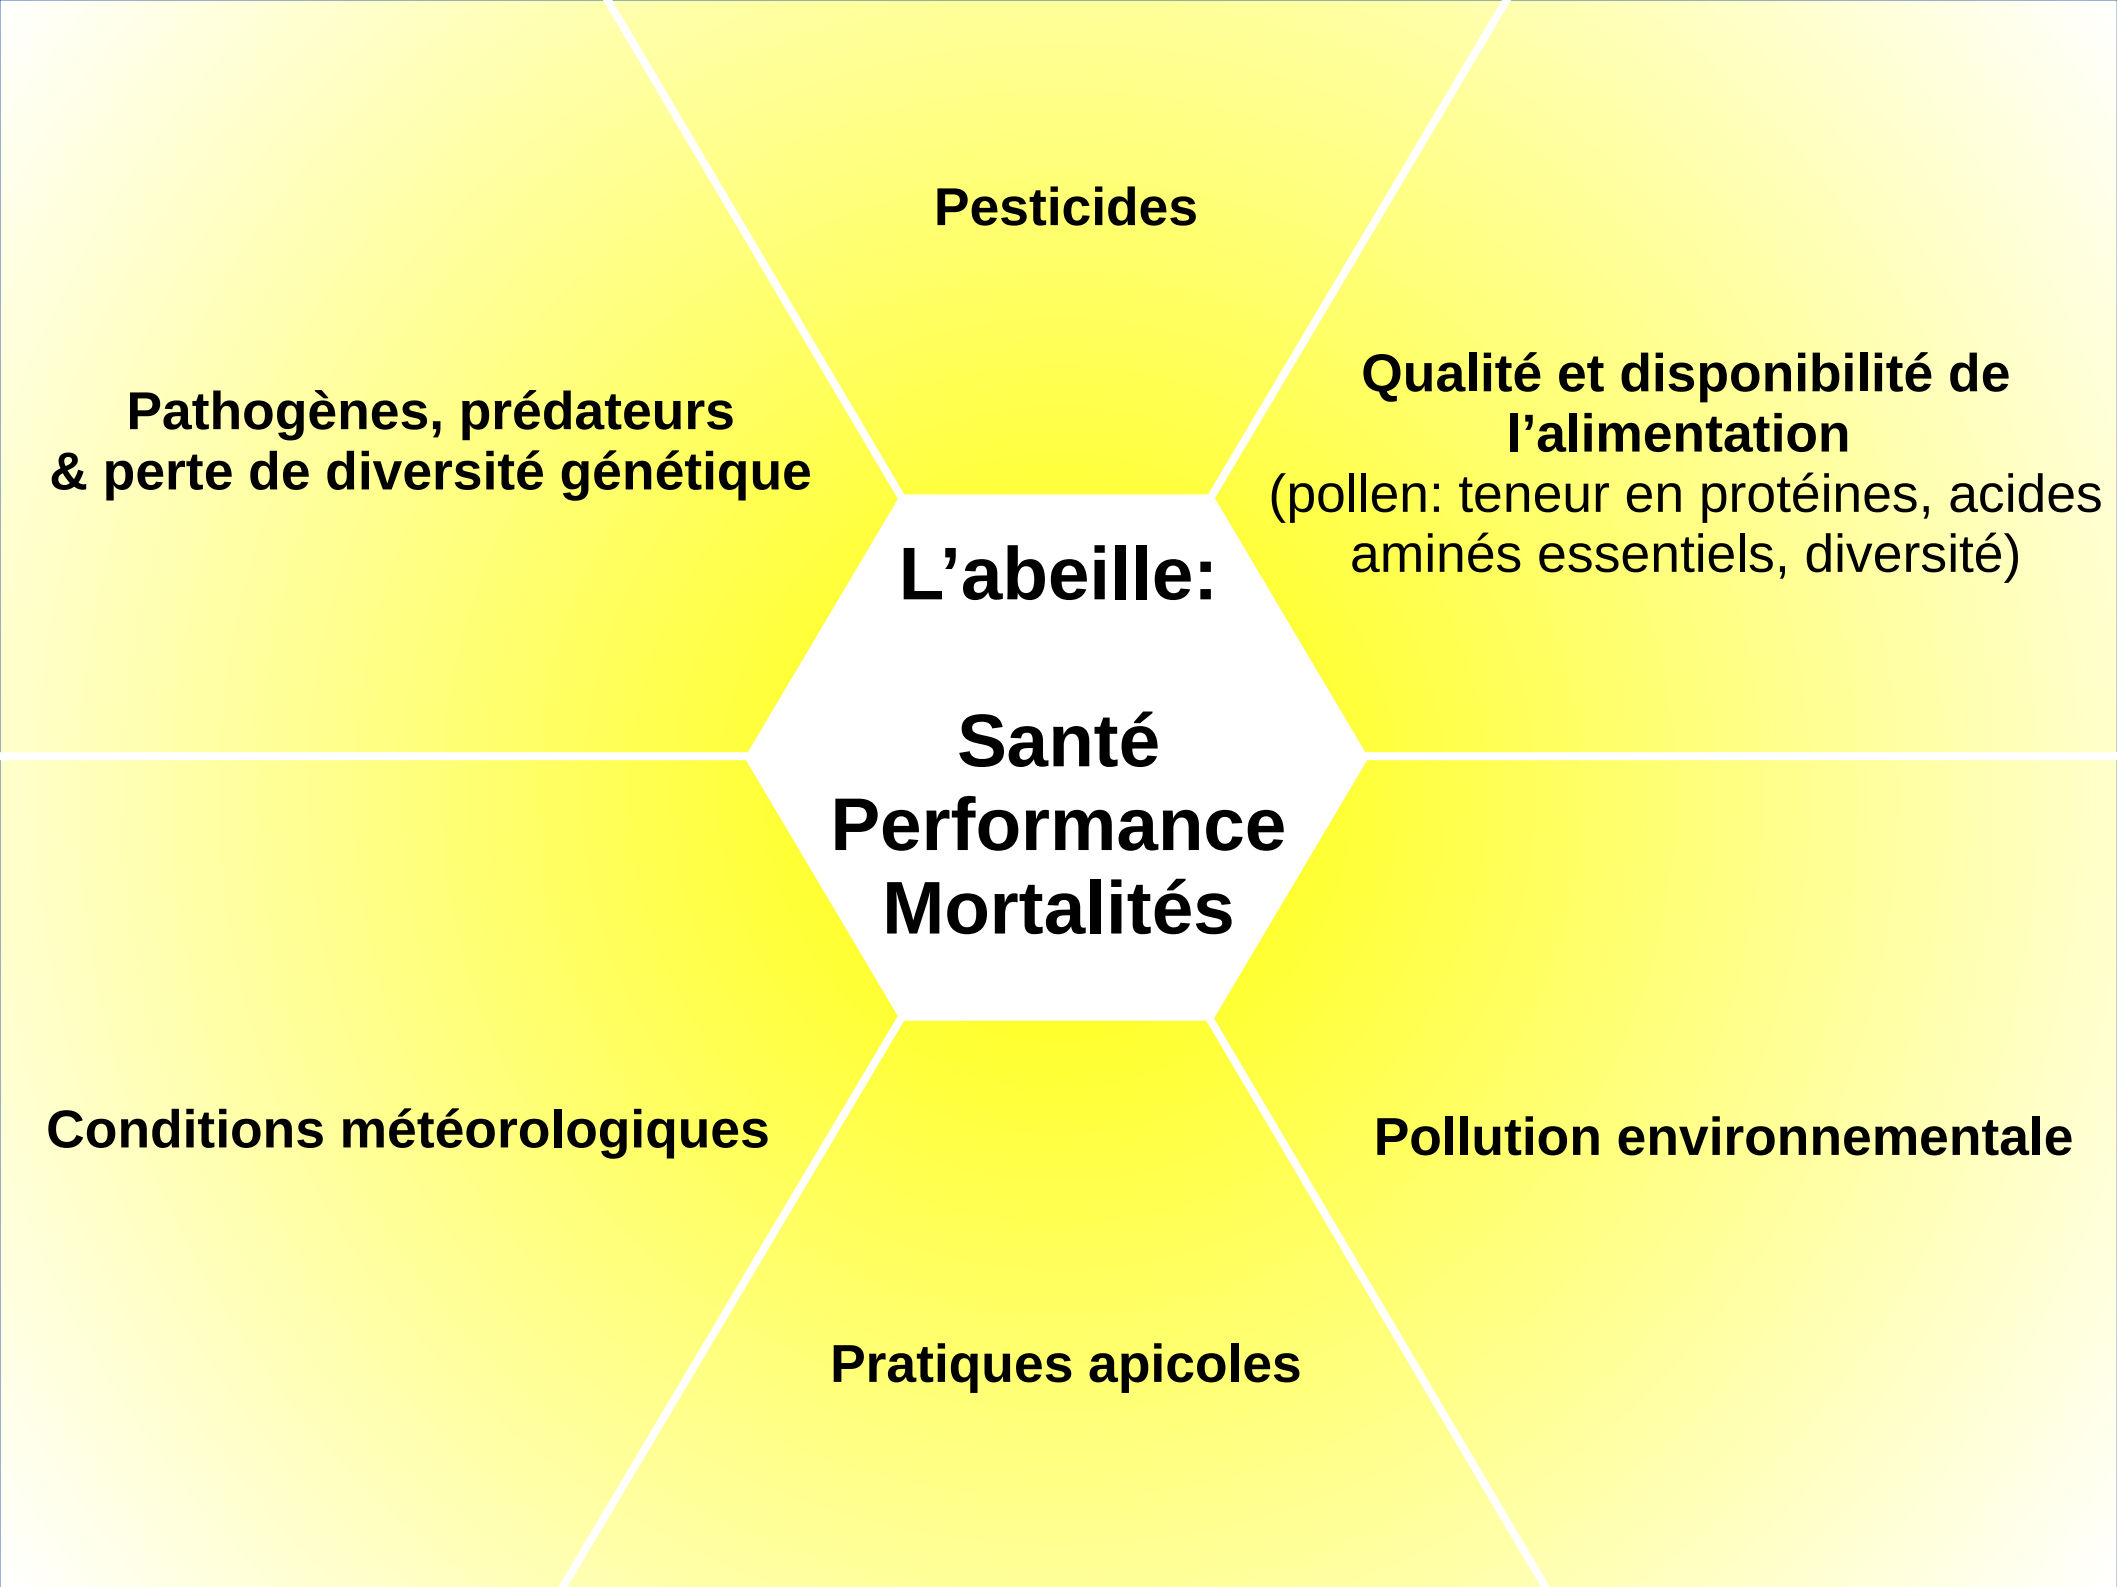 Pesticides
Pathogènes, prédateurs
& perte de diversité génétique
Qualité et disponibilité de
l’alimentation
(pollen: teneur en protéines, acides
aminés essentiels, diversité)
L’abeille:
Santé
Performance
Mortalités
Conditions météorologiques
Pollution environnementale
Pratiques apicoles